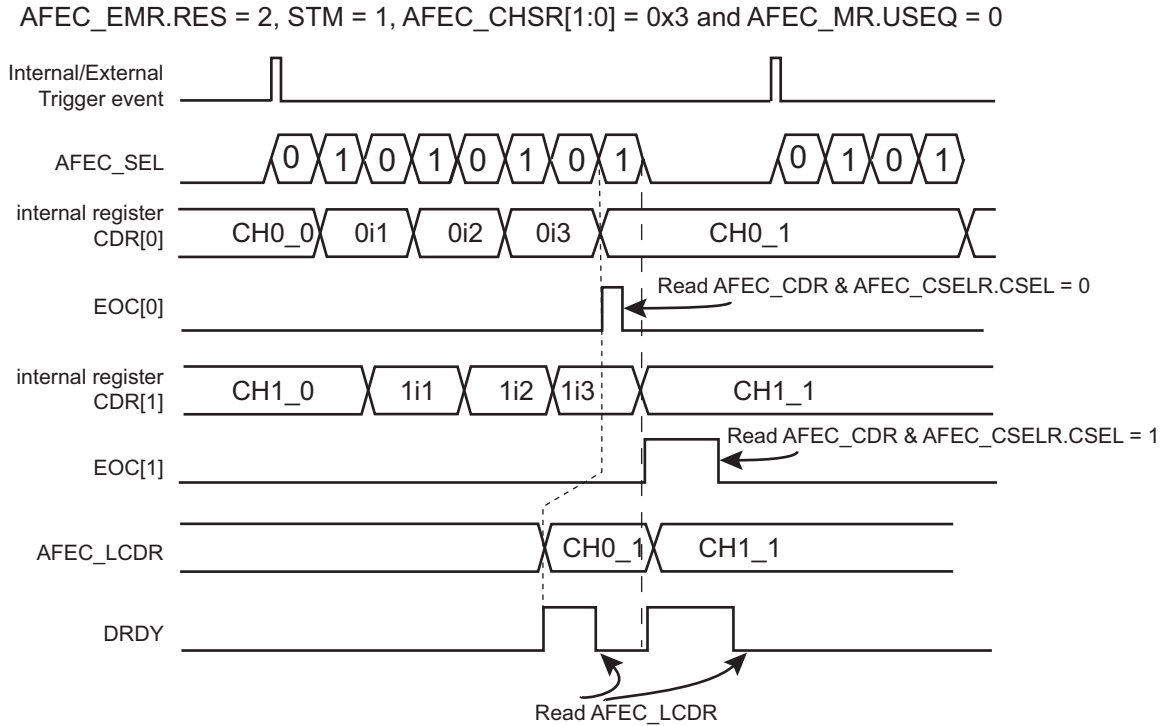 AFEC_EMR.RES = 2, STM = 1, AFEC_CHSR[1:0] = 0x3 and AFEC_MR.USEQ = 0
Internal/External
Trigger event
AFEC_SEL
0 1 0 1 0 1 0 1 0 1 0 1
internal register
CDR[0]
CH0_0 0i1 0i2 0i3 CH0_1
Read AFEC_CDR & AFEC_CSELR.CSEL = 0
EOC[0]
internal register
CDR[1]
CH1_0 1i1 1i2 1i3 CH1_1
Read AFEC_CDR & AFEC_CSELR.CSEL = 1
EOC[1]
AFEC_LCDR
CH0_1 CH1_1
DRDY
Read AFEC_LCDR